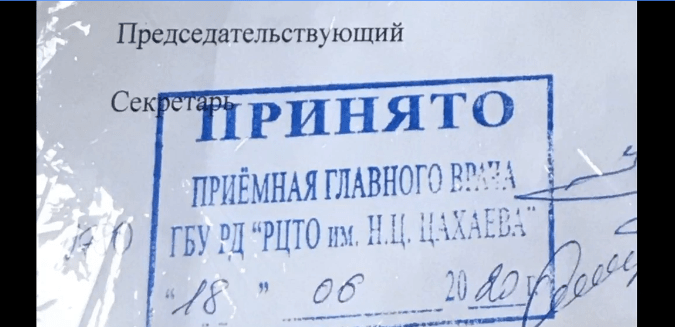 Председательствующий
Секретарь
ПРИНЯТО
ПРИЁМНАЯ ГЛАВНОГО ВРАЧА
ГБУ РД "РЦТО им. Н.Ц. ЦАХАЕВА"
"18" 06 2020 г.